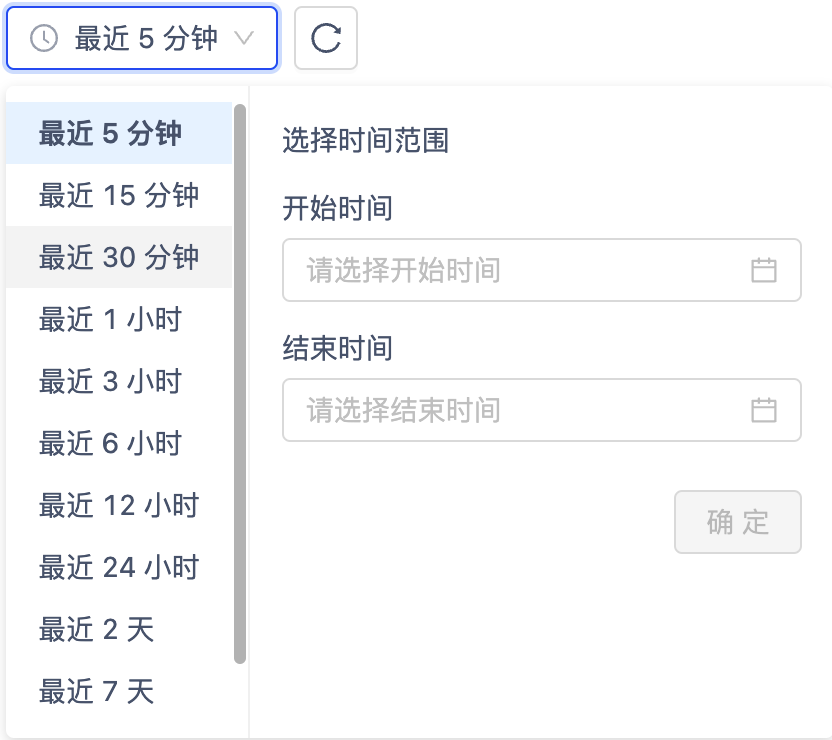 最近 5 分钟
最近 5 分钟
最近 15 分钟
最近 30 分钟
最近 1 小时
最近 3 小时
最近 6 小时
最近 12 小时
最近 24 小时
最近 2 天
最近 7 天
选择时间范围
开始时间
请选择开始时间
结束时间
请选择结束时间
确 定